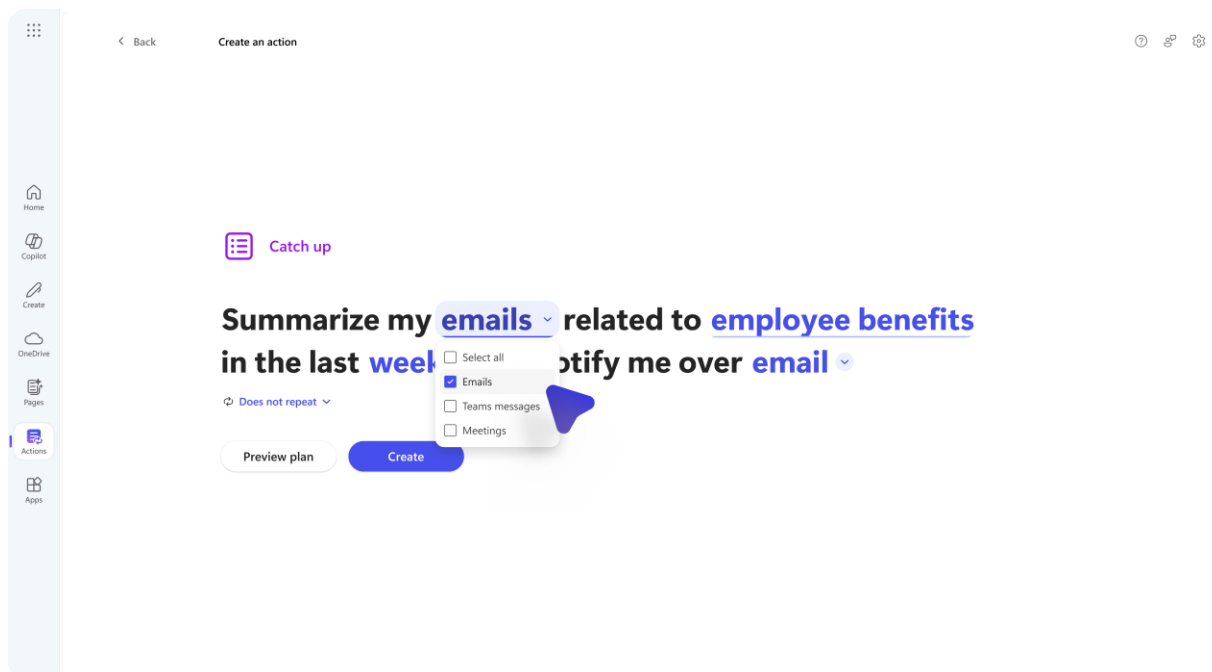 Back
Create an action
Home
Copilot
Create
OneDrive
Pages
Actions
Apps
Catch up
Summarize my emails related to employee benefits
in the last week me over email
Select all
Emails
Teams messages
Meetings
Does not repeat
Preview plan
Create